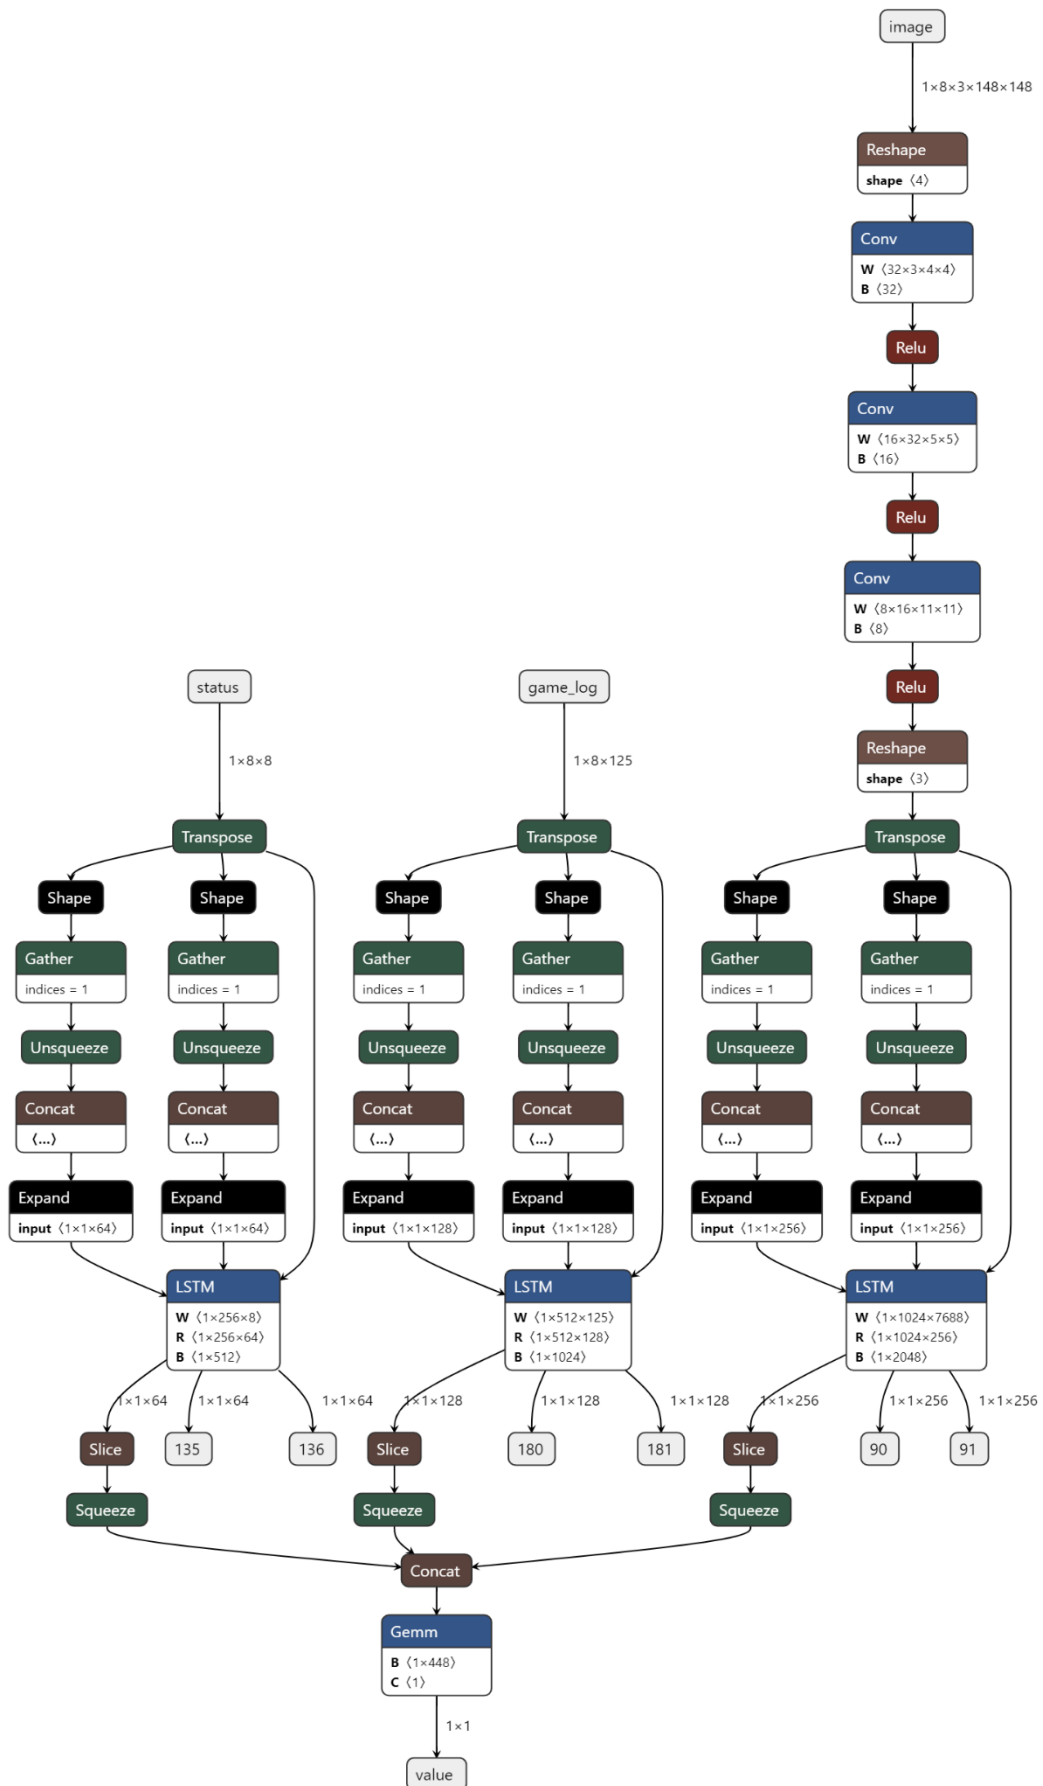 image
1×8×3×148×148
Reshape
shape 〈4〉
Conv
W 〈32×3×4×4〉
B 〈32〉
Relu
Conv
W 〈16×32×5×5〉
B 〈16〉
Relu
Conv
W 〈8×16×11×11〉
B 〈8〉
Relu
Reshape
shape 〈3〉
status
1×8×8
game_log
1×8×125
Transpose
Transpose
Transpose
Shape
Shape
Shape
Shape
Shape
Shape
Gather
indices = 1
Gather
indices = 1
Gather
indices = 1
Gather
indices = 1
Gather
indices = 1
Gather
indices = 1
Unsqueeze
Unsqueeze
Unsqueeze
Unsqueeze
Unsqueeze
Unsqueeze
Concat
〈...〉
Concat
〈...〉
Concat
〈...〉
Concat
〈...〉
Concat
〈...〉
Concat
〈...〉
Expand
input 〈1×1×64〉
Expand
input 〈1×1×64〉
Expand
input 〈1×1×128〉
Expand
input 〈1×1×128〉
Expand
input 〈1×1×256〉
Expand
input 〈1×1×256〉
LSTM
W 〈1×256×8〉
R 〈1×256×64〉
B 〈1×512〉
LSTM
W 〈1×512×125〉
R 〈1×512×128〉
B 〈1×1024〉
LSTM
W 〈1×1024×7688〉
R 〈1×1024×256〉
B 〈1×2048〉
1×1×64
1×1×64
1×1×64
1×1×128
1×1×128
1×1×128
1×1×256
1×1×256
1×1×256
Slice
135
136
Slice
180
181
Slice
90
91
Squeeze
Squeeze
Squeeze
Concat
Gemm
B 〈1×448〉
C 〈1〉
1×1
value